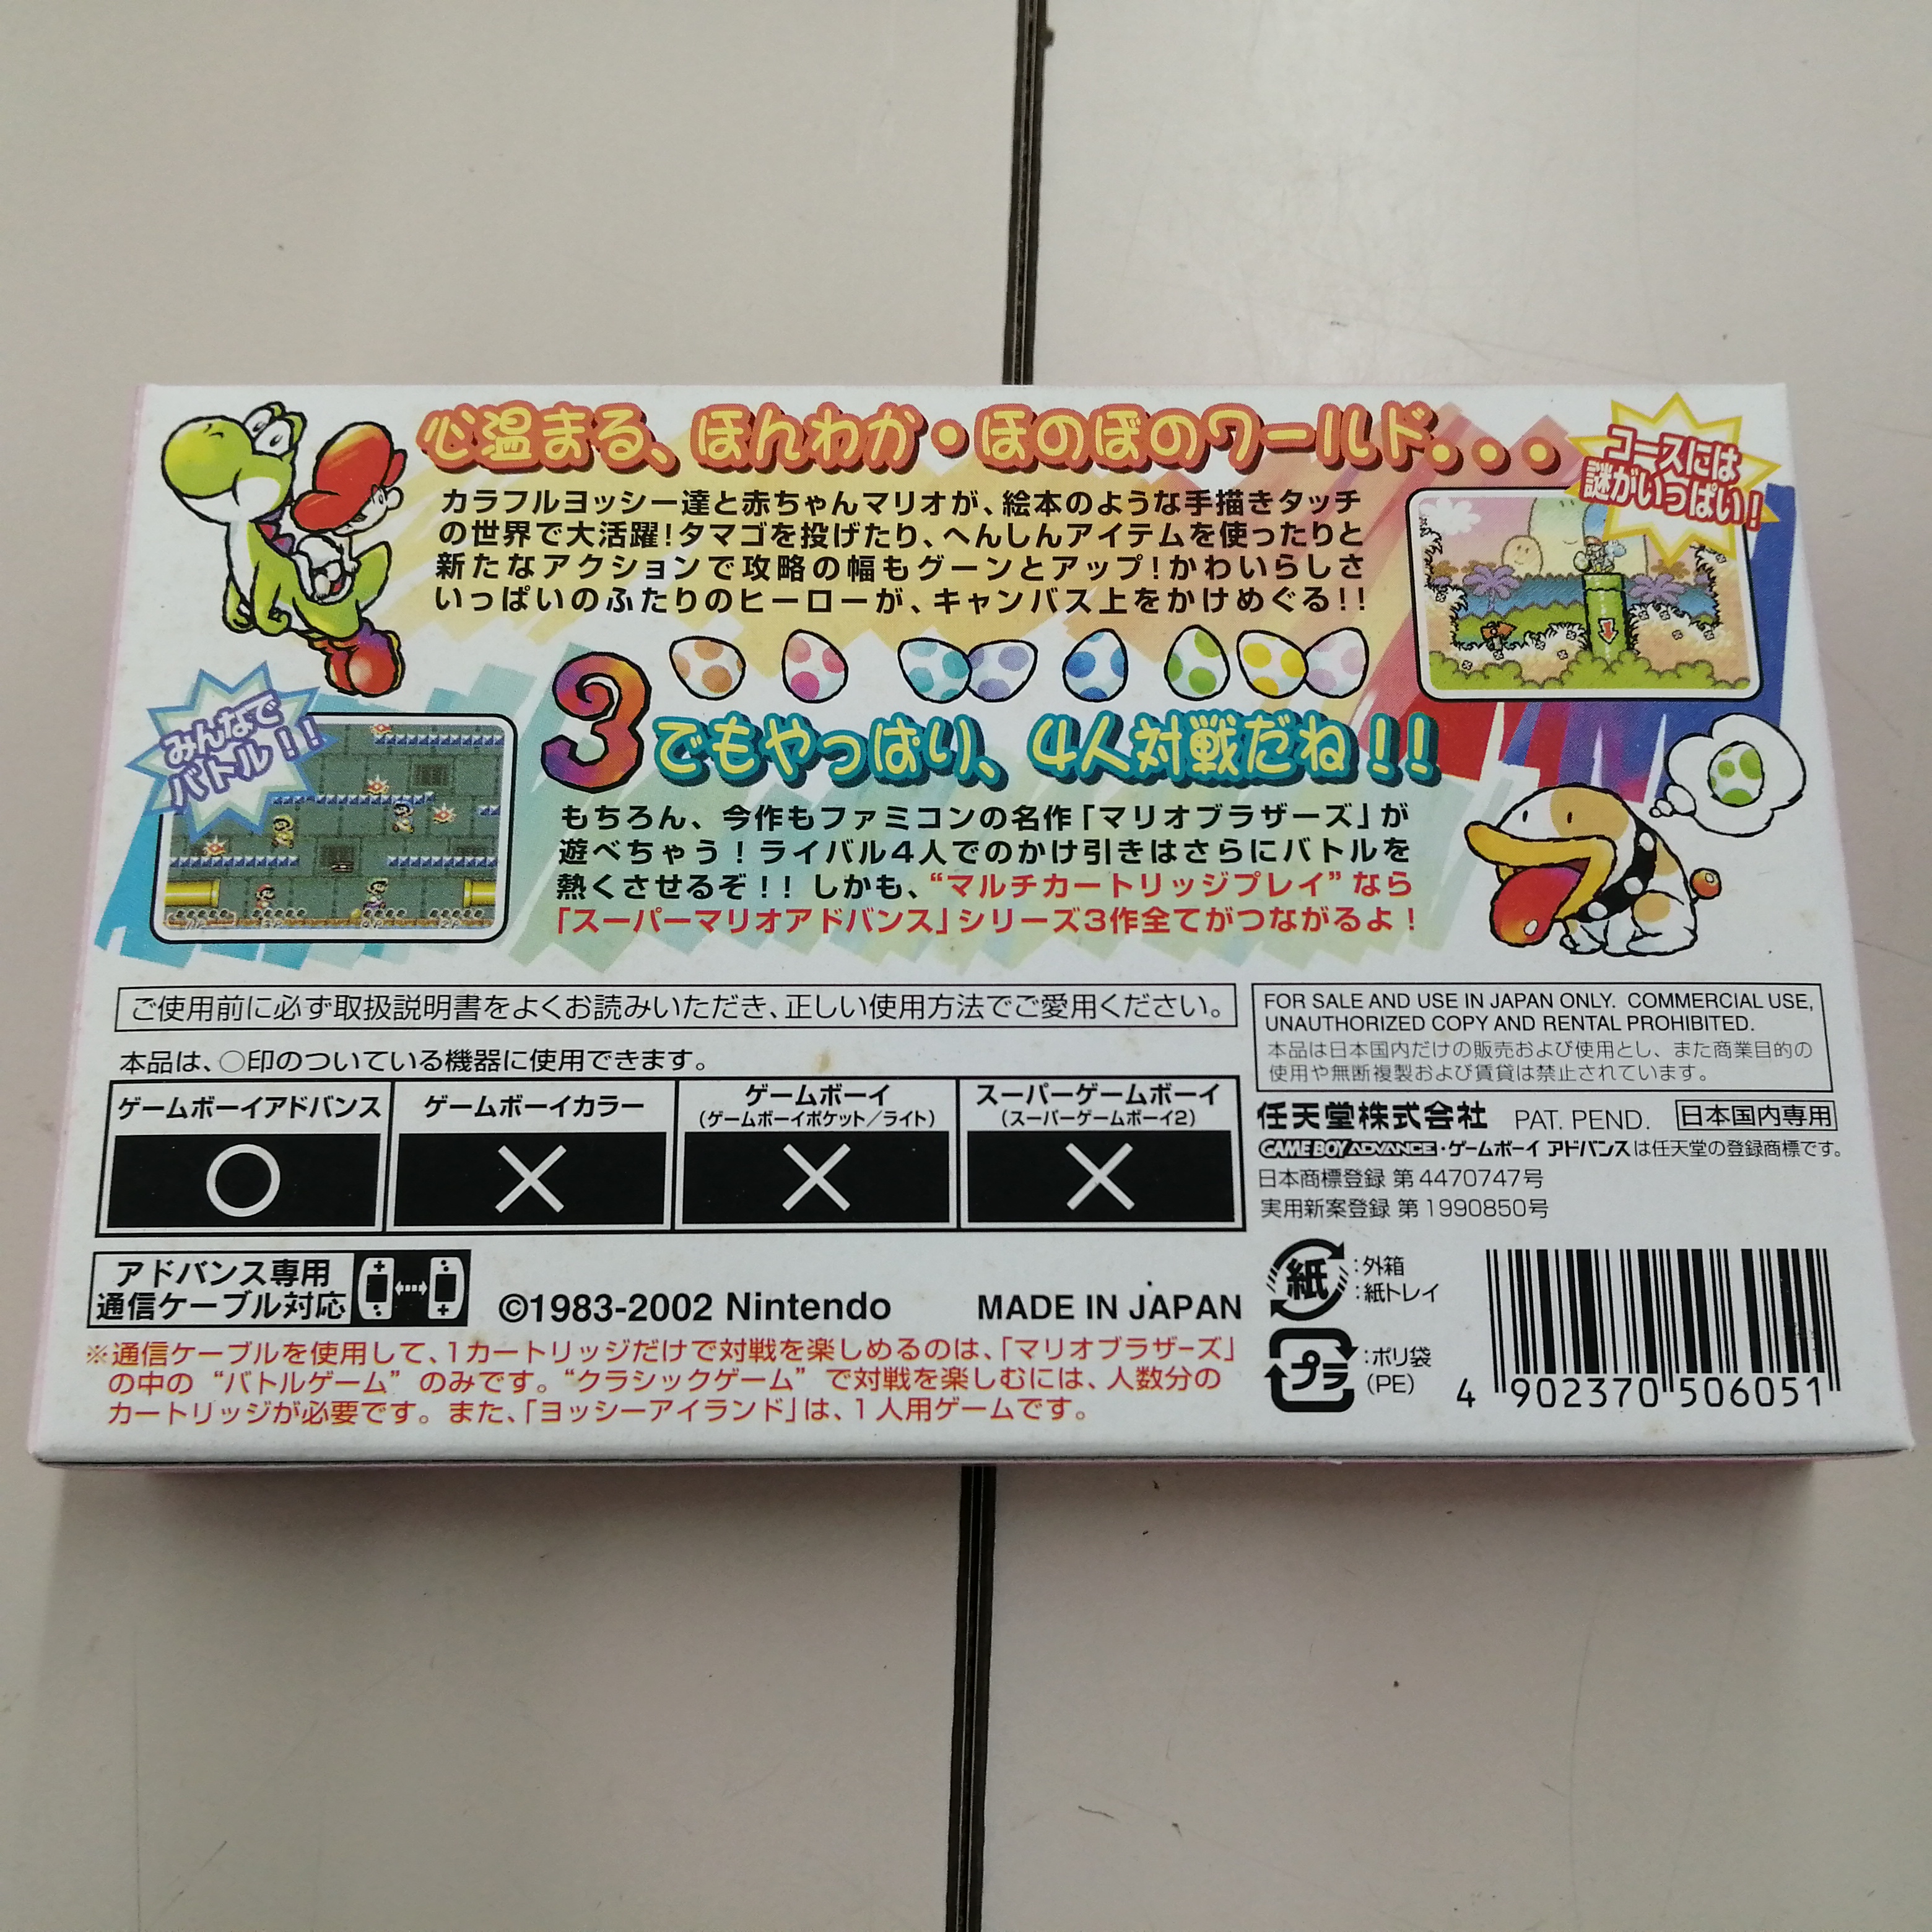 心温まる、ほんわか・ほのぼのワールド...
コースには
謎がいっぱい！
カラフルヨッシー達と赤ちゃんマリオが、絵本のような手描きタッチ
の世界で大活躍！タマゴを投げたり、へんしんアイテムを使ったりと
新たなアクションで攻略の幅もグーンとアップ！かわいらしさ
いっぱいのふたりのヒーローが、キャンバス上をかけめぐる!!
みんなで
バトル！！
3でもやっぱり、4人対戦だね！！
もちろん、今作もファミコンの名作「マリオブラザーズ」が
遊べちゃう！ライバル4人でのかけ引きはさらにバトルを
熱くさせるぞ！！しかも、“マルチカートリッジプレイ”なら
「スーパーマリオアドバンス」シリーズ3作全てがつながるよ！
ご使用前に必ず取扱説明書をよくお読みいただき、正しい使用方法でご愛用ください。
本品は、○印のついている機器に使用できます。
ゲームボーイアドバンス
○
ゲームボーイカラー
×
ゲームボーイ
（ゲームボーイポケット／ライト）
×
スーパーゲームボーイ
（スーパーゲームボーイ2）
×
FOR SALE AND USE IN JAPAN ONLY. COMMERCIAL USE,
UNAUTHORIZED COPY AND RENTAL PROHIBITED.
本品は日本国内だけの販売および使用とし、また商業目的の
使用や無断複製および賃貸は禁止されています。
任天堂株式会社 PAT. PEND. 日本国内専用
GAME BOY ADVANCE・ゲームボーイ アドバンスは任天堂の登録商標です。
日本商標登録 第4470747号
実用新案登録 第1990850号
アドバンス専用
通信ケーブル対応
©1983-2002 Nintendo MADE IN JAPAN
紙
：外箱
：紙トレイ
プラ
：ポリ袋
（PE）
4 902370 506051
※通信ケーブルを使用して、1カートリッジだけで対戦を楽しめるのは、「マリオブラザーズ」
の中の“バトルゲーム”のみです。“クラシックゲーム”で対戦を楽しむには、人数分の
カートリッジが必要です。また、「ヨッシーアイランド」は、1人用ゲームです。